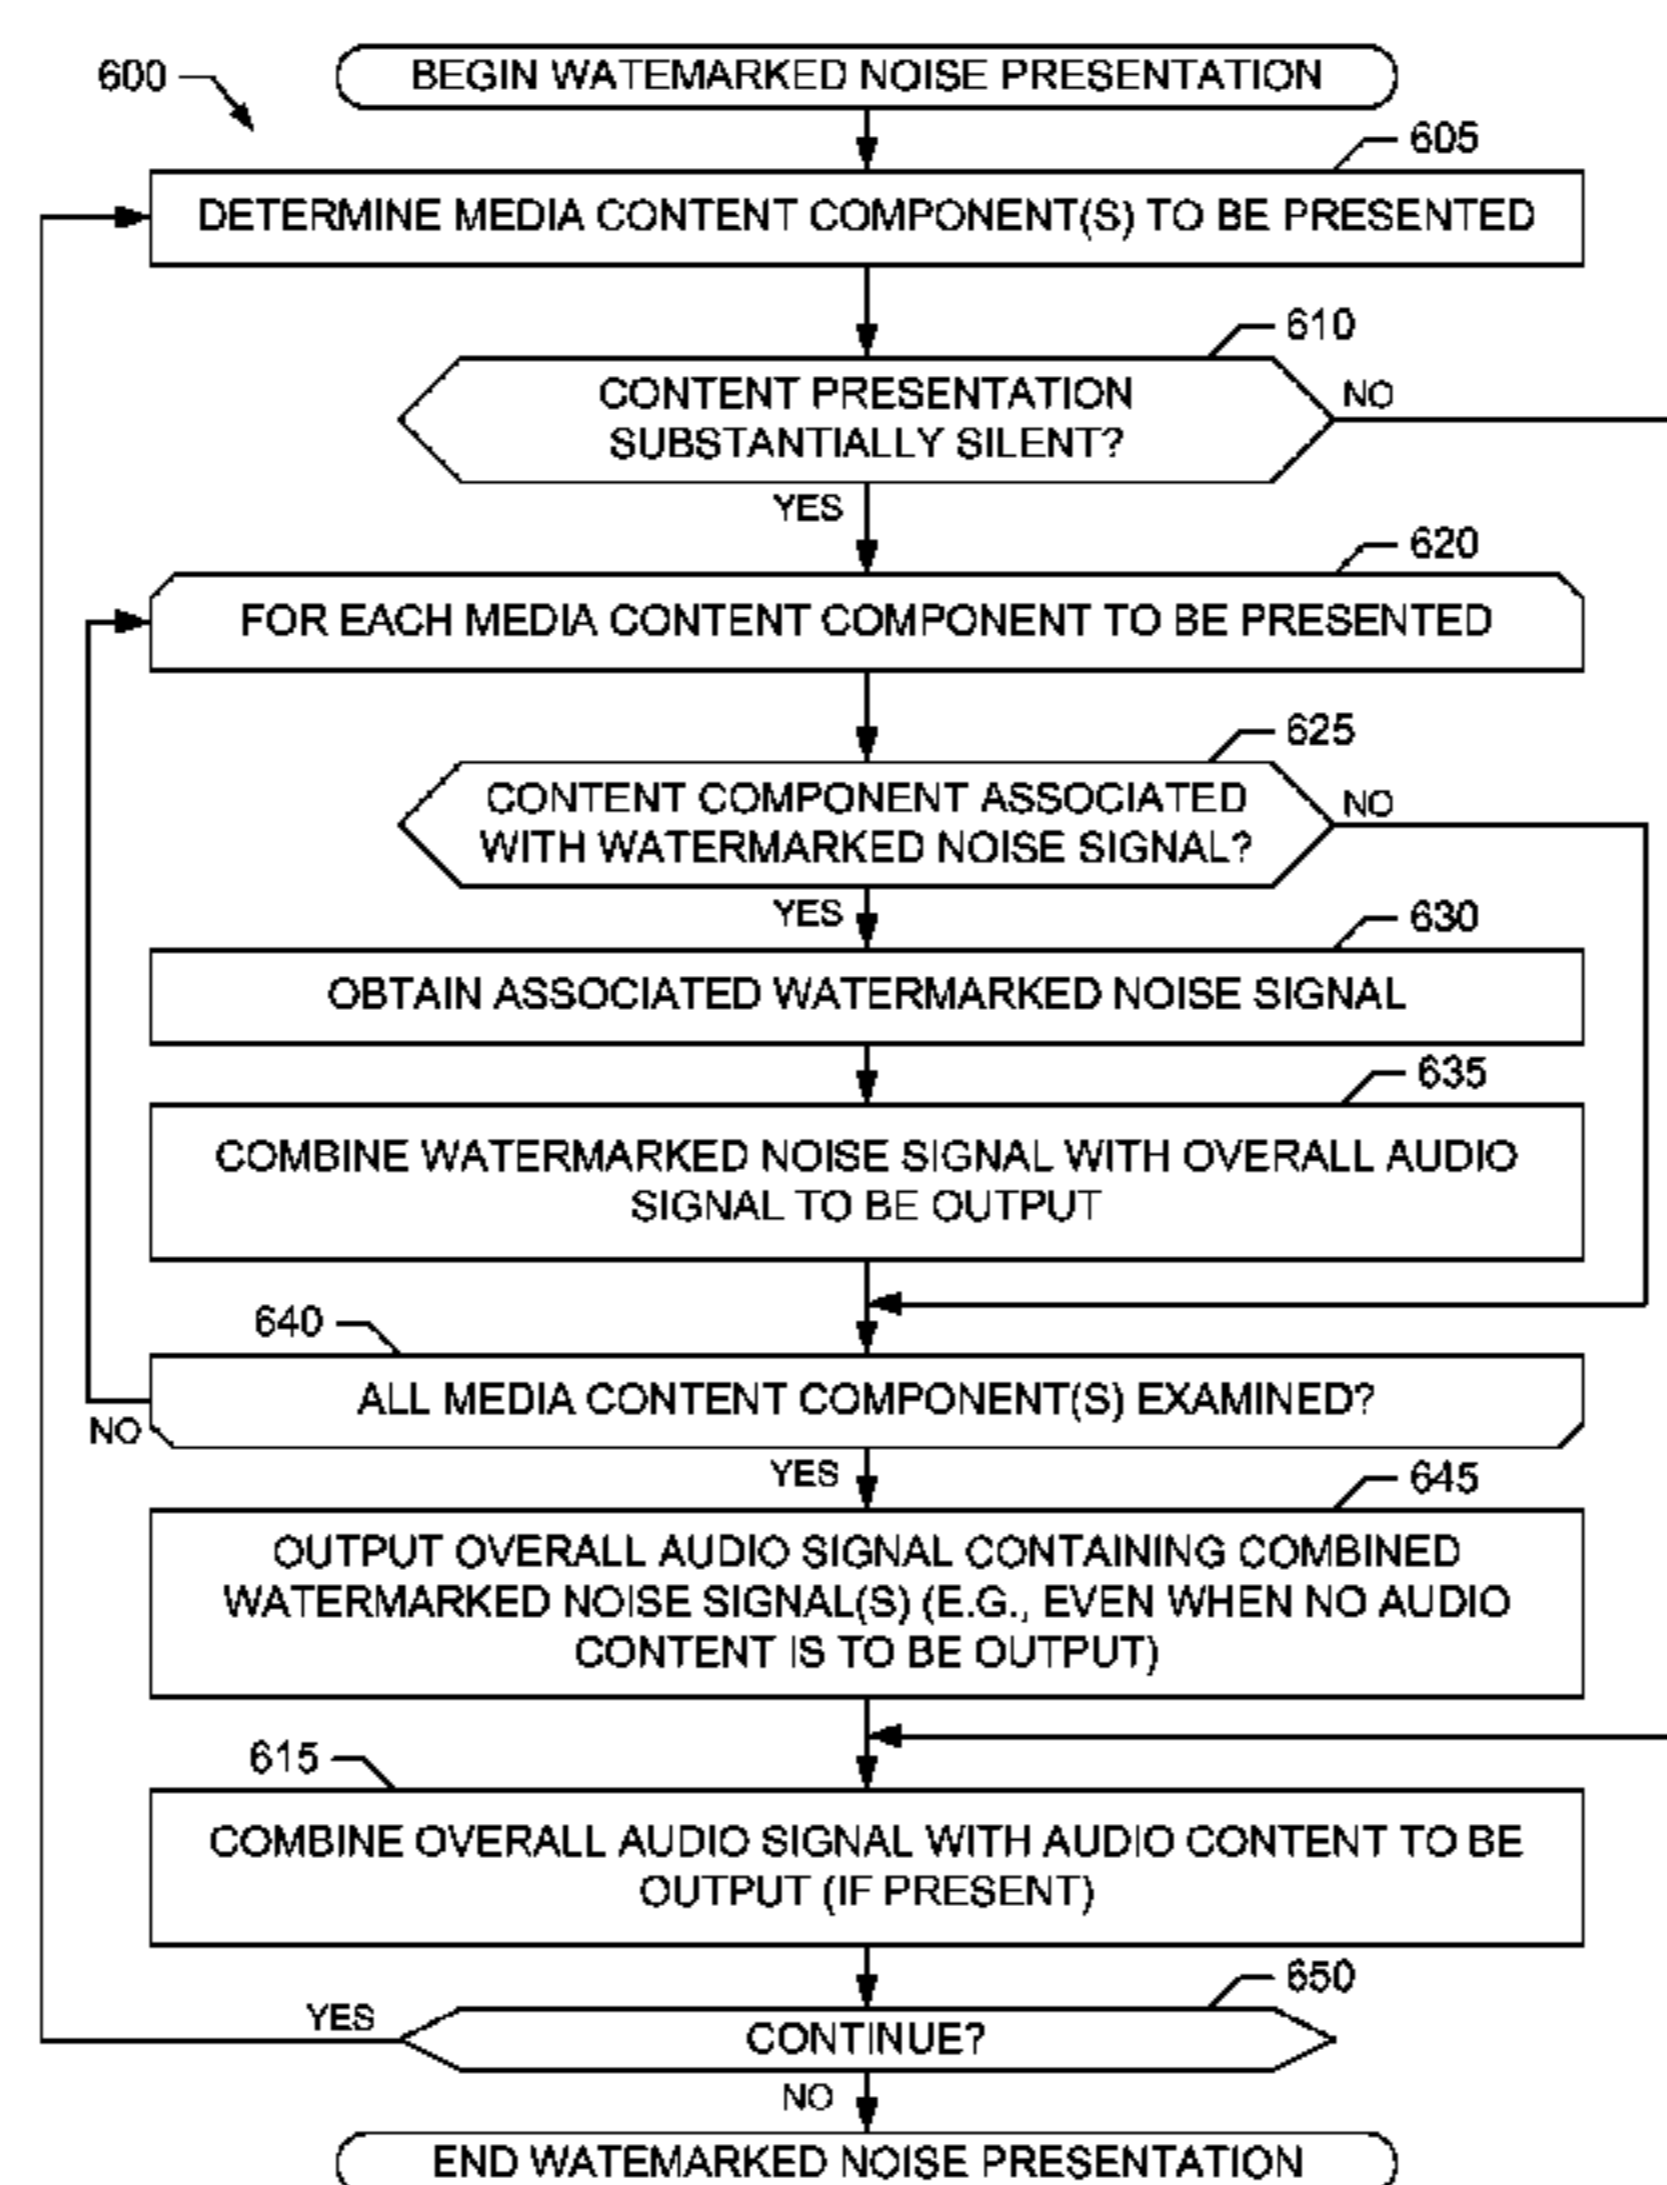 600
BEGIN WATEMARKED NOISE PRESENTATION
605
DETERMINE MEDIA CONTENT COMPONENT(S) TO BE PRESENTED
610
CONTENT PRESENTATION
SUBSTANTIALLY SILENT?
NO
YES
620
FOR EACH MEDIA CONTENT COMPONENT TO BE PRESENTED
625
CONTENT COMPONENT ASSOCIATED
WITH WATERMARKED NOISE SIGNAL?
NO
YES
630
OBTAIN ASSOCIATED WATERMARKED NOISE SIGNAL
635
COMBINE WATERMARKED NOISE SIGNAL WITH OVERALL AUDIO
SIGNAL TO BE OUTPUT
640
ALL MEDIA CONTENT COMPONENT(S) EXAMINED?
NO
YES
645
OUTPUT OVERALL AUDIO SIGNAL CONTAINING COMBINED
WATERMARKED NOISE SIGNAL(S) (E.G., EVEN WHEN NO AUDIO
CONTENT IS TO BE OUTPUT)
615
COMBINE OVERALL AUDIO SIGNAL WITH AUDIO CONTENT TO BE
OUTPUT (IF PRESENT)
650
YES
CONTINUE?
NO
END WATEMARKED NOISE PRESENTATION